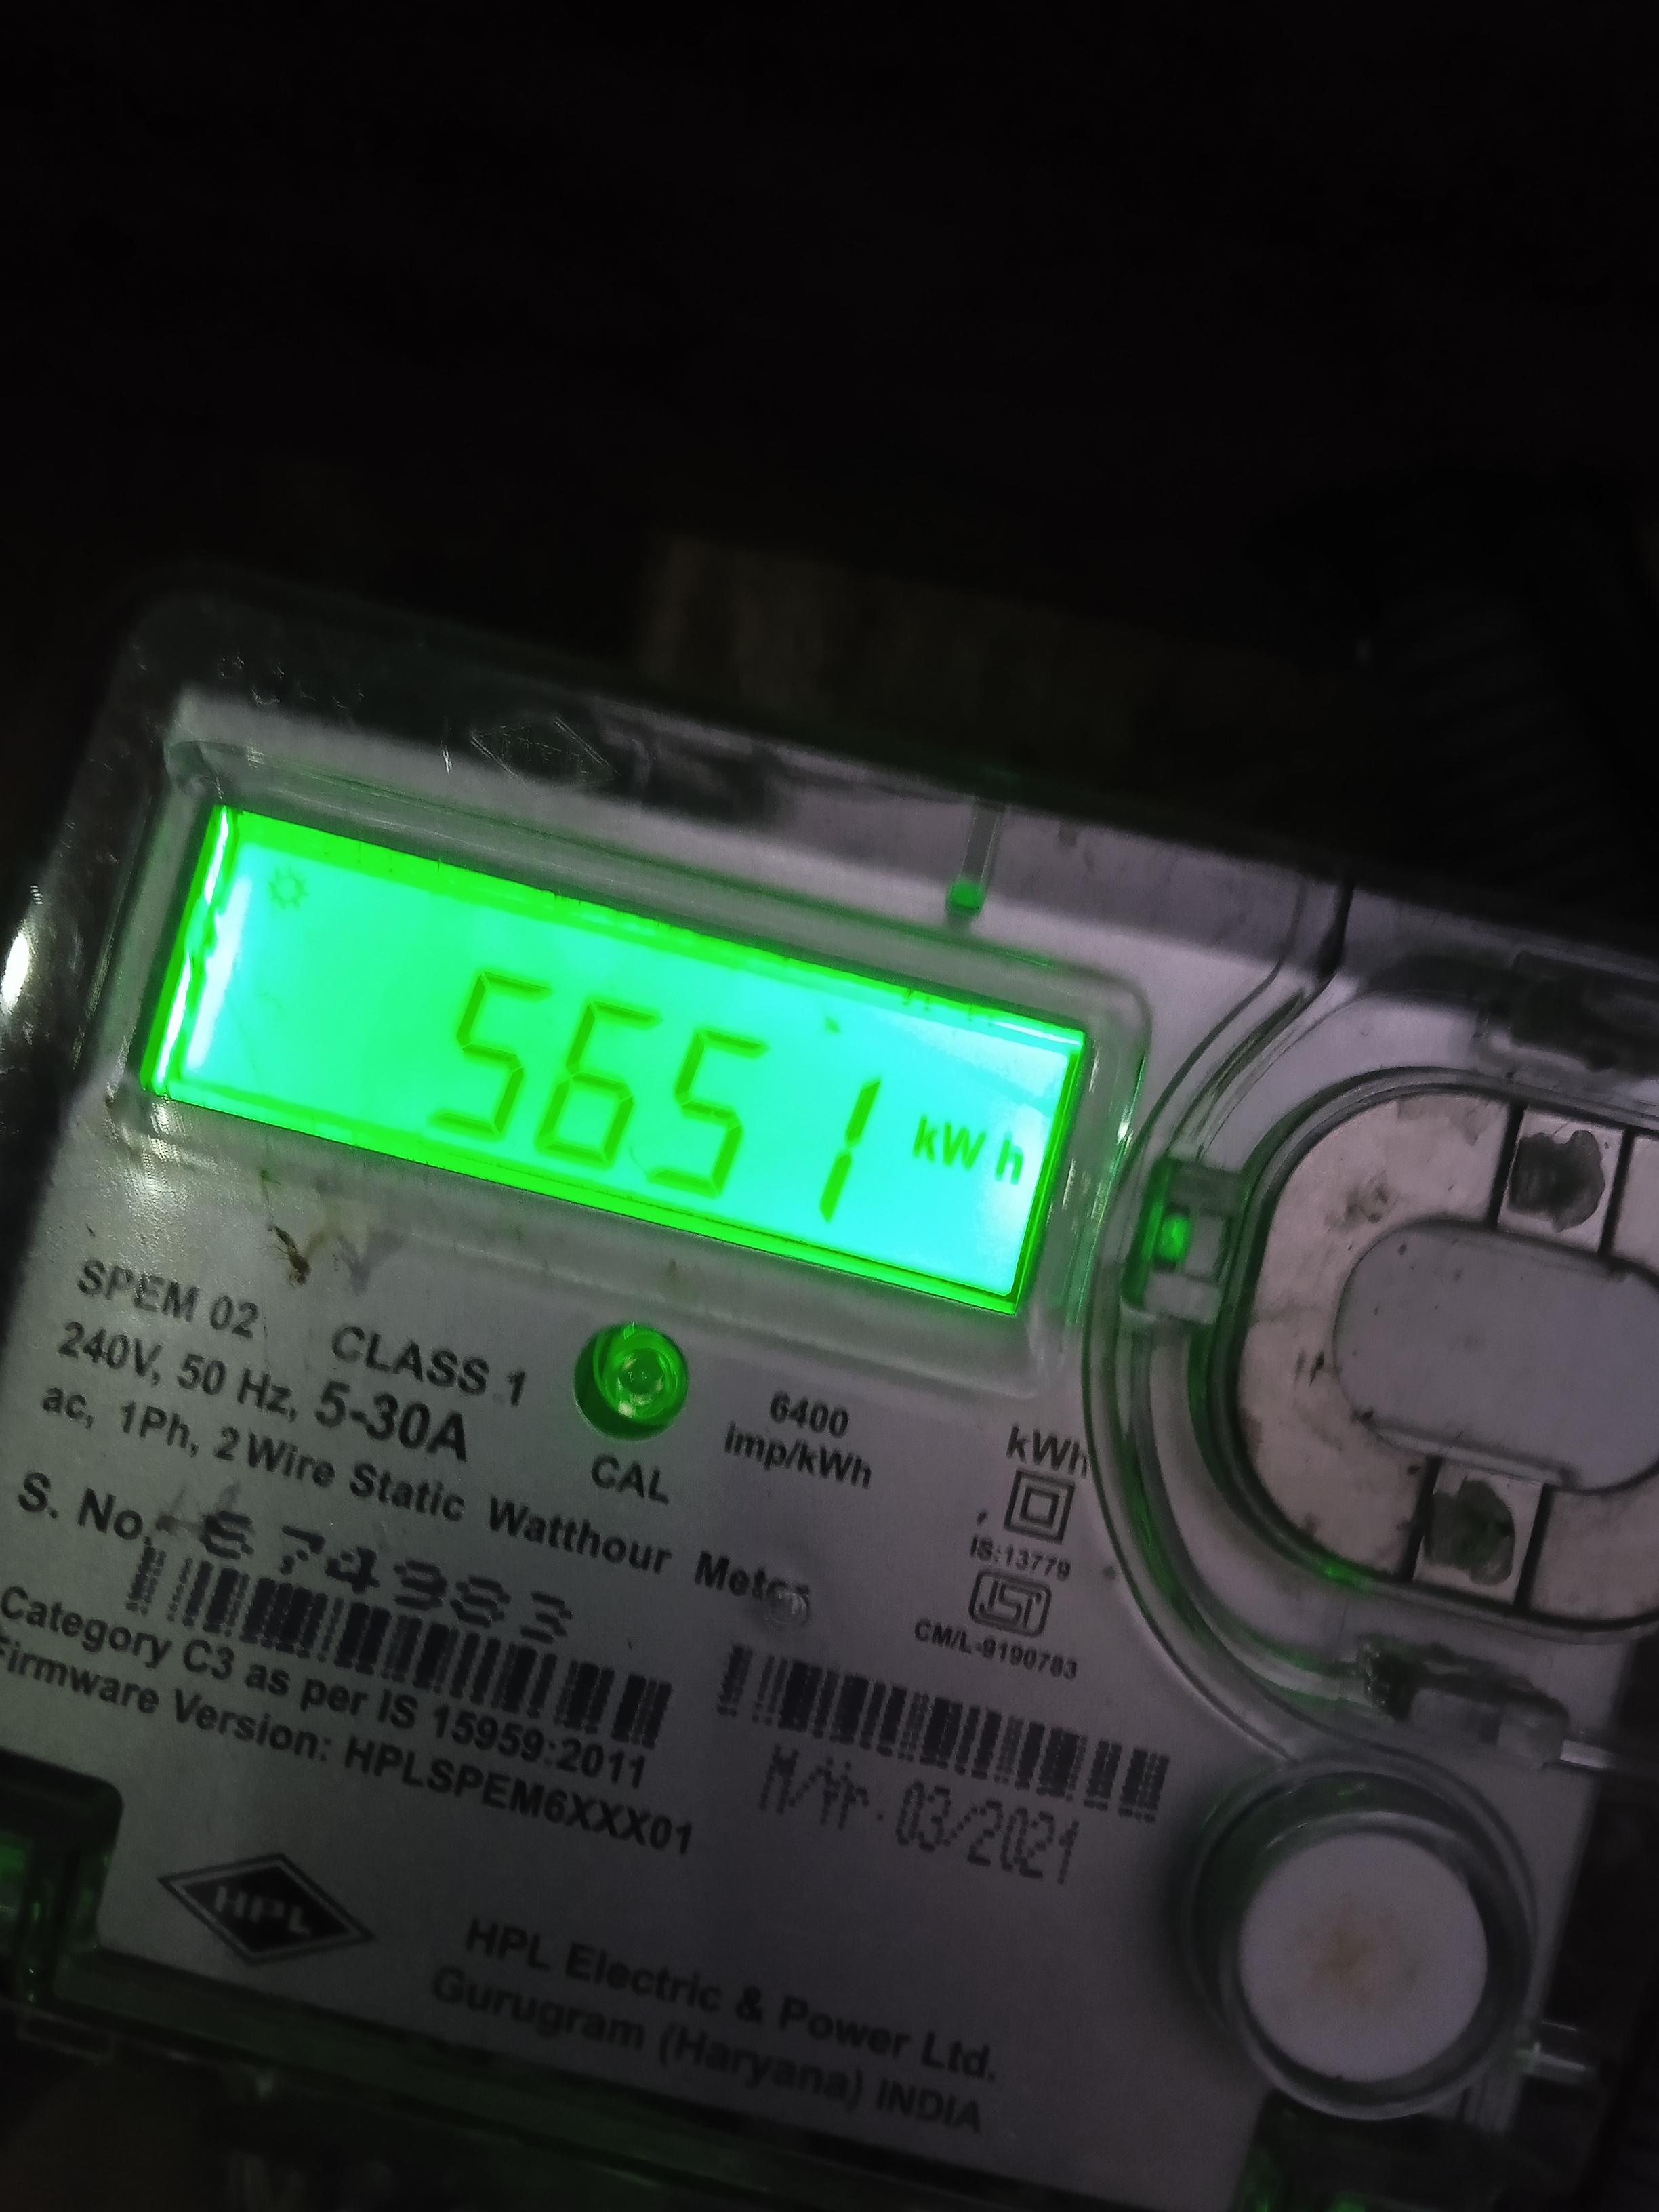 5651 kWh
SPEM 02 CLASS 1
240V, 50 Hz, 5-30A
ac, 1Ph, 2 Wire Static Watthour Meter
CAL
6400
imp/kWh
kWh
IS:13779
ISI
CM/L-9190783
S. No.
Category C3 as per IS 15959:2011
Firmware Version: HPLSPEM6XXX01
M/Yr. 03/2021
HPL
HPL Electric & Power Ltd.
Gurugram (Haryana) INDIA